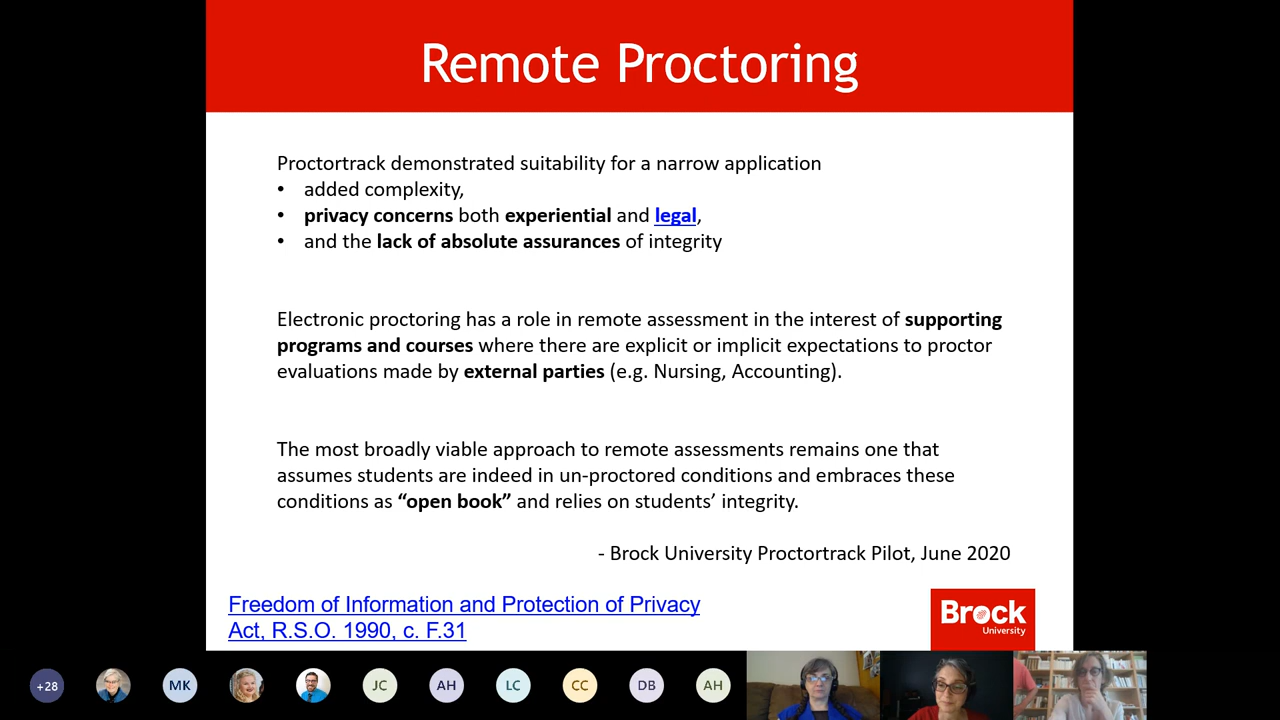 Remote Proctoring
Proctortrack demonstrated suitability for a narrow application
• added complexity,
• privacy concerns both experiential and legal,
• and the lack of absolute assurances of integrity
Electronic proctoring has a role in remote assessment in the interest of supporting
programs and courses where there are explicit or implicit expectations to proctor
evaluations made by external parties (e.g. Nursing, Accounting).
The most broadly viable approach to remote assessments remains one that
assumes students are indeed in un-proctored conditions and embraces these
conditions as “open book” and relies on students’ integrity.
- Brock University Proctortrack Pilot, June 2020
Freedom of Information and Protection of Privacy
Act, R.S.O. 1990, c. F.31
Brock
University
+28 MK JC AH LC CC DB AH